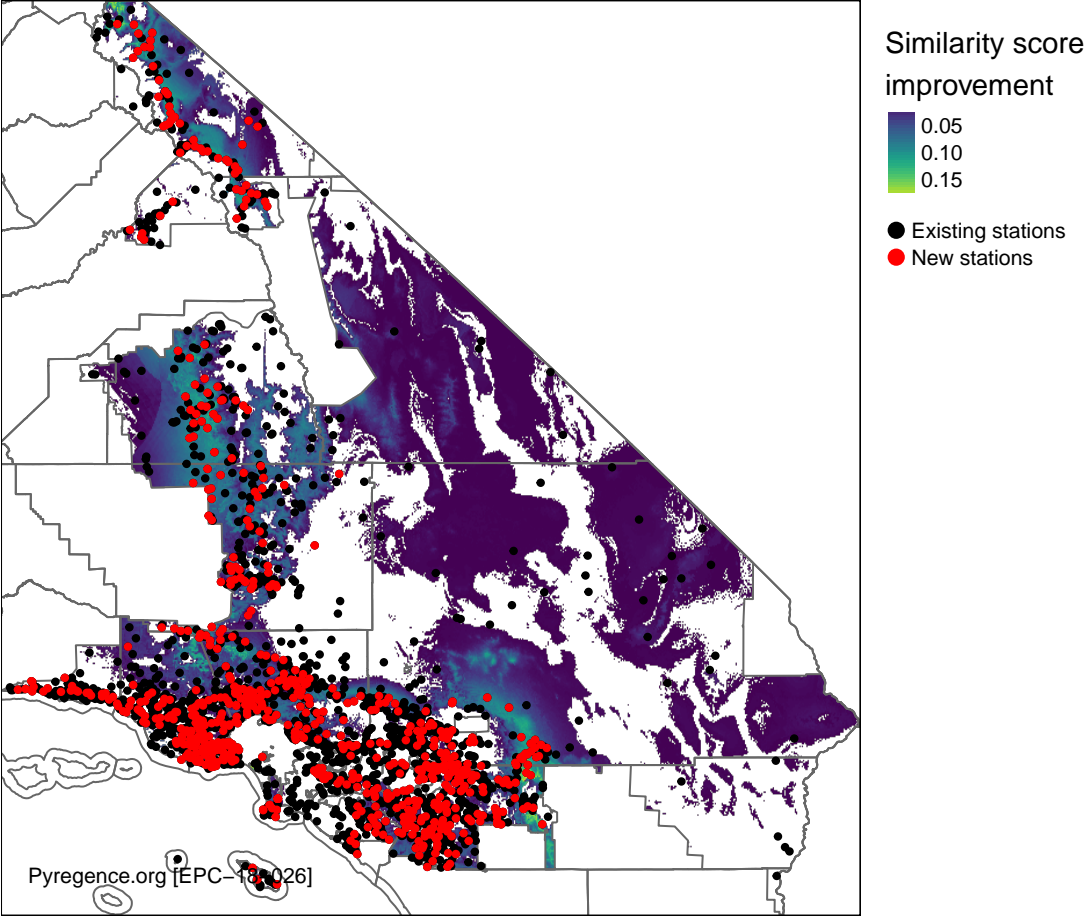 Similarity score
improvement
0.05
0.10
0.15
Existing stations
New stations
Pyregence.org [EPC−18−026]